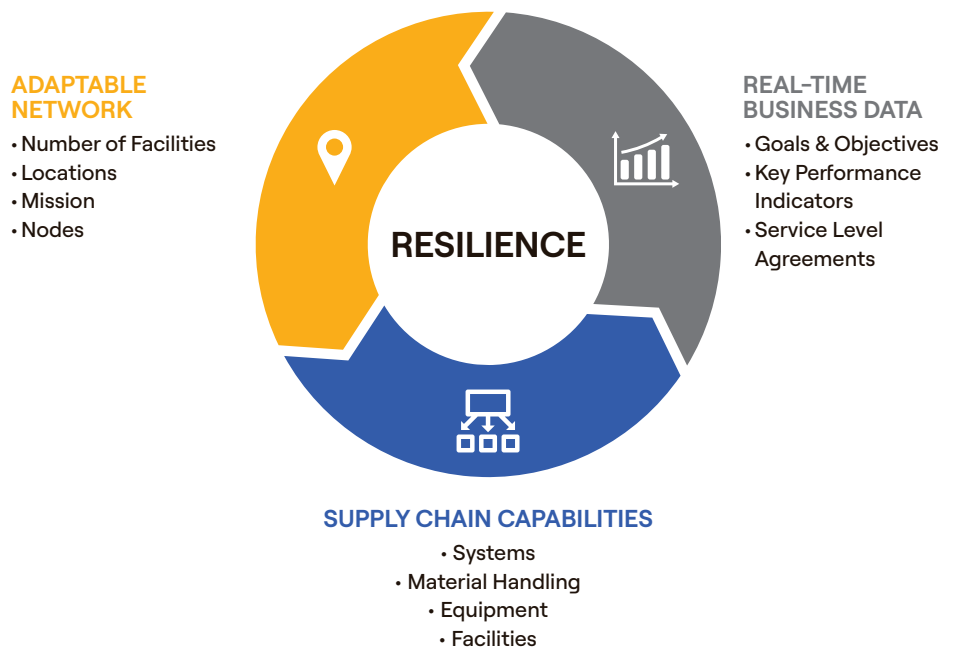 ADAPTABLE
NETWORK
• Number of Facilities
• Locations
• Mission
• Nodes
RESILIENCE
REAL-TIME
BUSINESS DATA
• Goals & Objectives
• Key Performance
Indicators
• Service Level
Agreements
SUPPLY CHAIN CAPABILITIES
• Systems
• Material Handling
• Equipment
• Facilities